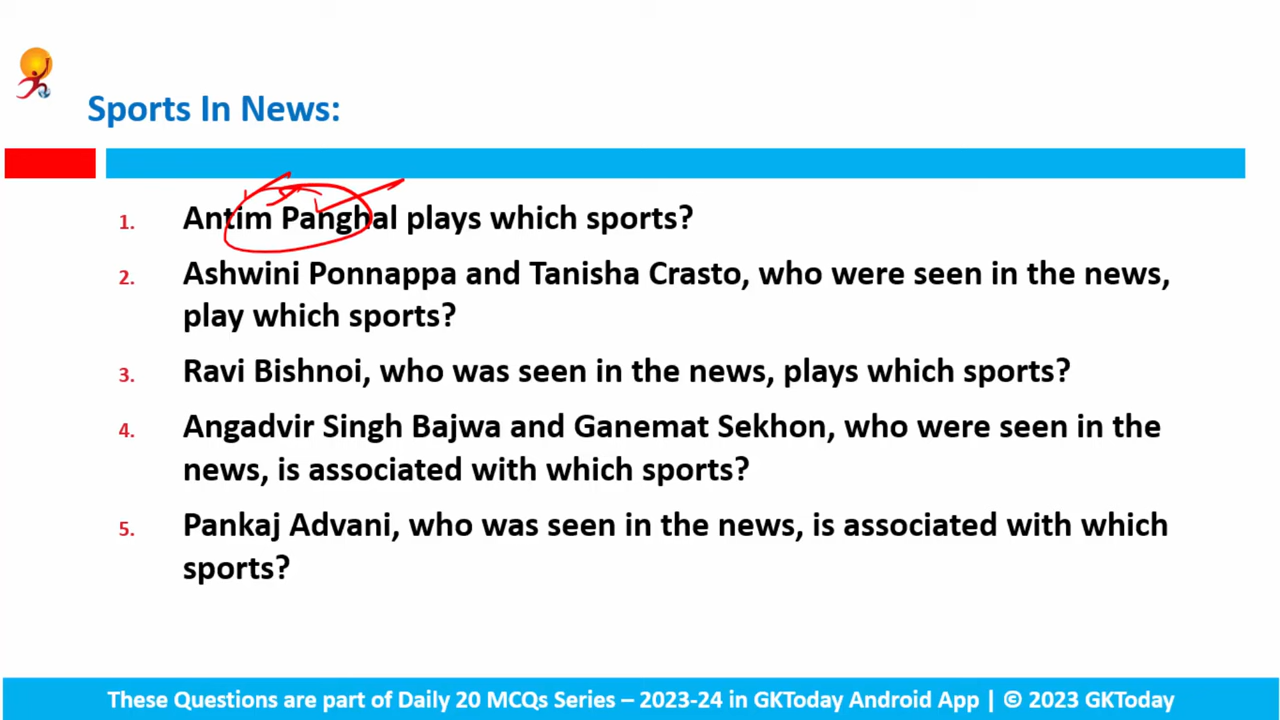 Sports In News:
1. Antim Panghal plays which sports?
2. Ashwini Ponnappa and Tanisha Crasto, who were seen in the news,
play which sports?
3. Ravi Bishnoi, who was seen in the news, plays which sports?
4. Angadvir Singh Bajwa and Ganemat Sekhon, who were seen in the
news, is associated with which sports?
5. Pankaj Advani, who was seen in the news, is associated with which
sports?
These Questions are part of Daily 20 MCQs Series – 2023-24 in GKToday Android App | © 2023 GKToday